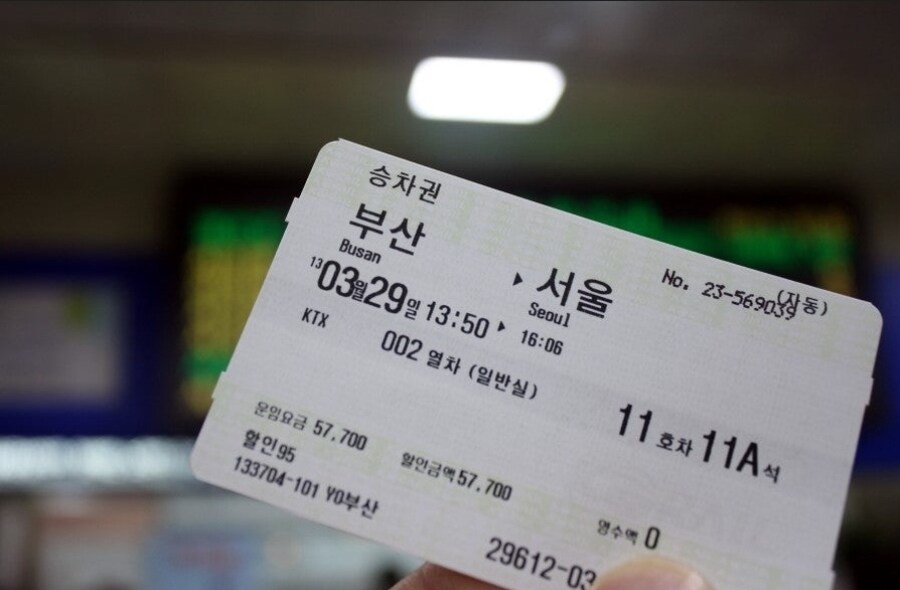 승차권
부산 ▶ 서울
Busan Seoul
No. 23-569039 (자동)
13 03월29일 13:50 ▶ 16:06
KTX 002 열차 (일반실)
11 호차 11A 석
운임요금 57.700 할인금액 57.700 영수액 0
할인95
133704-101 YO부산
29612-03